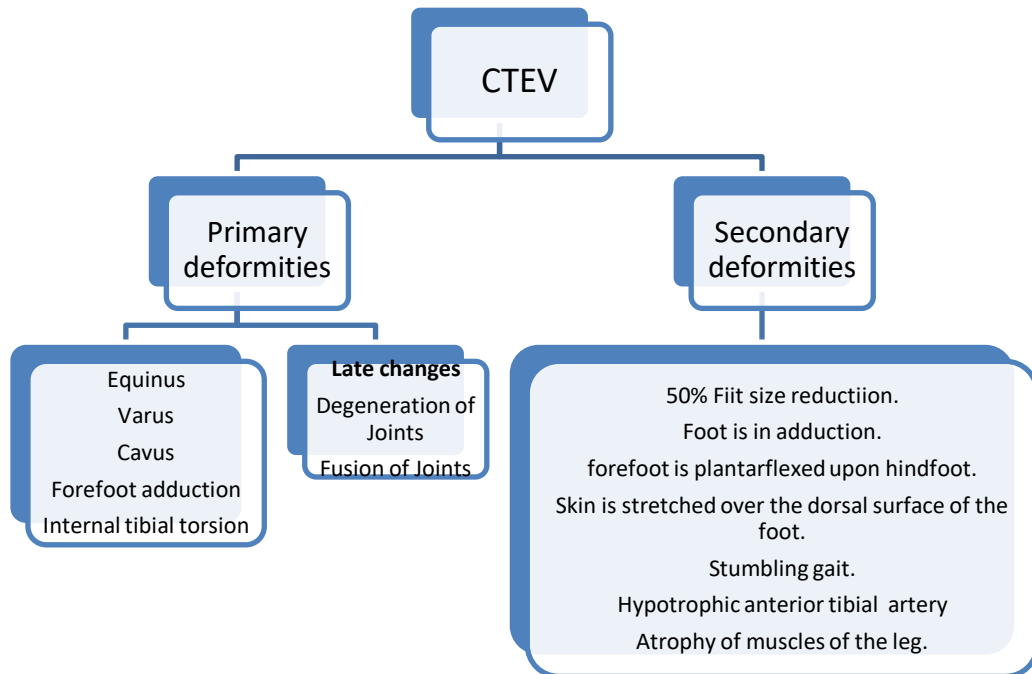 CTEV
Primary
deformities
Secondary
deformities
Equinus
Varus
Cavus
Forefoot adduction
Internal tibial torsion
Late changes
Degeneration of
Joints
Fusion of Joints
50% Fiit size reductiion.
Foot is in adduction.
forefoot is plantarflexed upon hindfoot.
Skin is stretched over the dorsal surface of the
foot.
Stumbling gait.
Hypotrophic anterior tibial artery
Atrophy of muscles of the leg.